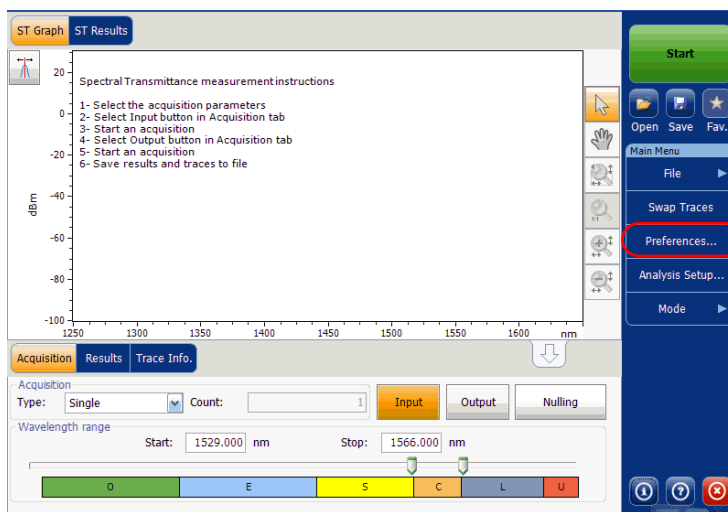 ST Graph ST Results
Start
Spectral Transmittance measurement instructions
1- Select the acquisition parameters
2- Select Input button in Acquisition tab
3- Start an acquisition
4- Select Output button in Acquisition tab
5- Start an acquisition
6- Save results and traces to file
dBm
20
0
-20
-40
-60
-80
-100
1250 1300 1350 1400 1450 1500 1550 1600 nm
1:1
Open Save Fav.
Main Menu
File
Swap Traces
Preferences...
Analysis Setup...
Mode
Acquisition Results Trace Info.
Acquisition
Type: Single Count: 1 Input Output Nulling
Wavelength range
Start: 1529.000 nm Stop: 1566.000 nm
O E S C L U